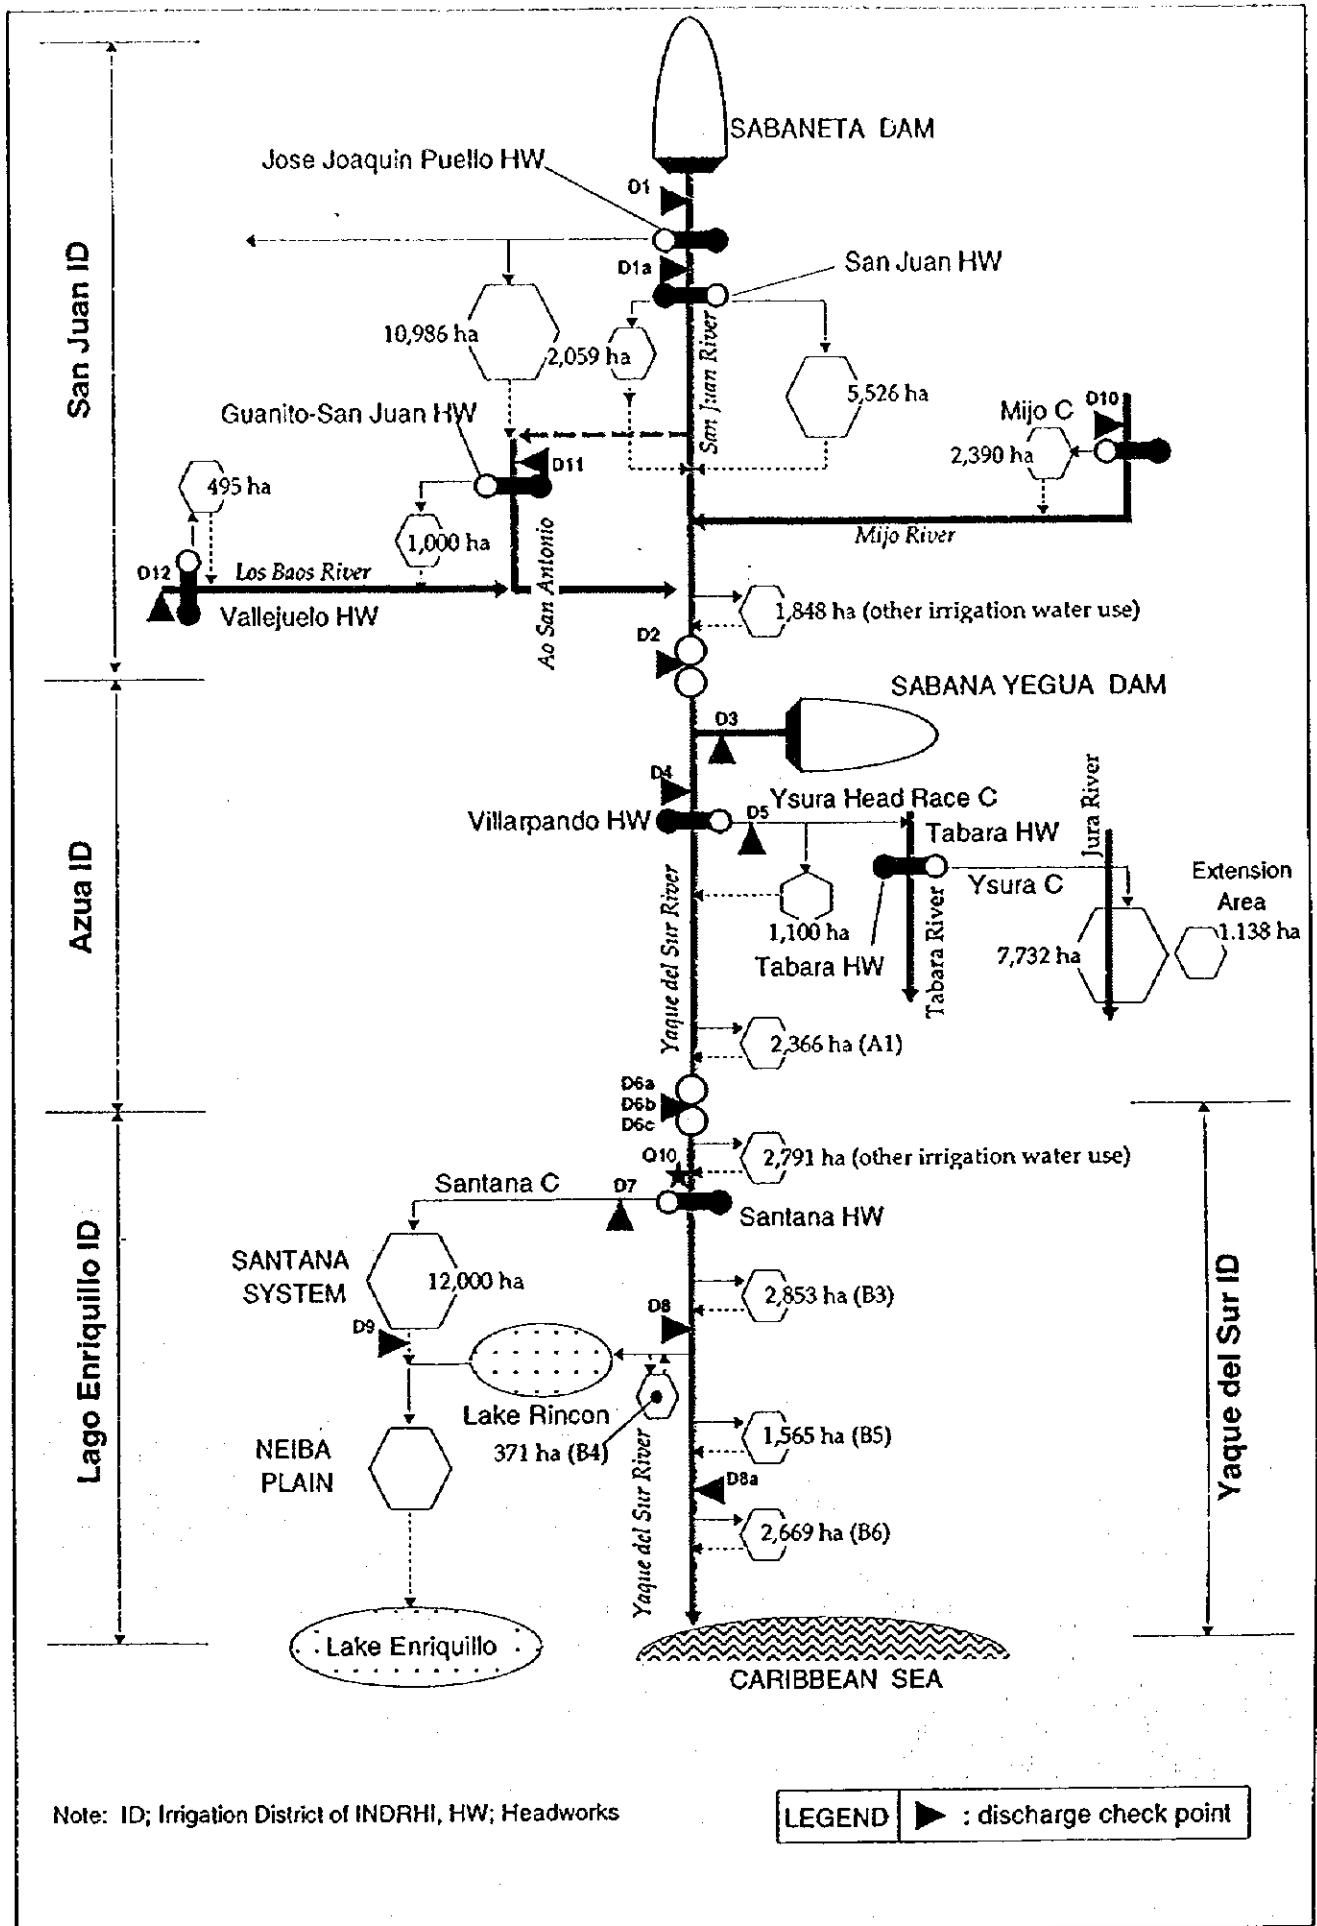 SABANETA DAM
Jose Joaquin Puello HW
D1
D1a
San Juan HW
San Juan ID
10,986 ha
2,059 ha
San Juan River
5,526 ha
Guanito-San Juan HW
Mijo C
D10
2,390 ha
D11
495 ha
1,000 ha
Mijo River
D12
Los Baos River
Vallejuelo HW
Ao San Antonio
1,848 ha (other irrigation water use)
D2
SABANA YEGUA DAM
D3
D4
Ysura Head Race C
Villarpando HW
D5
Tabara HW
Jura River
Azua ID
Ysura C
Extension
Area
1.138 ha
Yaque del Sur River
1,100 ha
Tabara HW
Tabara River
7,732 ha
2,366 ha (A1)
D6a
D6b
D6c
2,791 ha (other irrigation water use)
Q10
Santana C
D7
Santana HW
SANTANA
SYSTEM
12,000 ha
2,853 ha (B3)
D8
D9
Lago Enriquillo ID
Yaque del Sur ID
Lake Rincon
371 ha (B4)
1,565 ha (B5)
NEIBA
PLAIN
Yaque del Sur River
D8a
2,669 ha (B6)
Lake Enriquillo
CARIBBEAN SEA
Note: ID; Irrigation District of INDRHI, HW; Headworks
LEGEND
: discharge check point